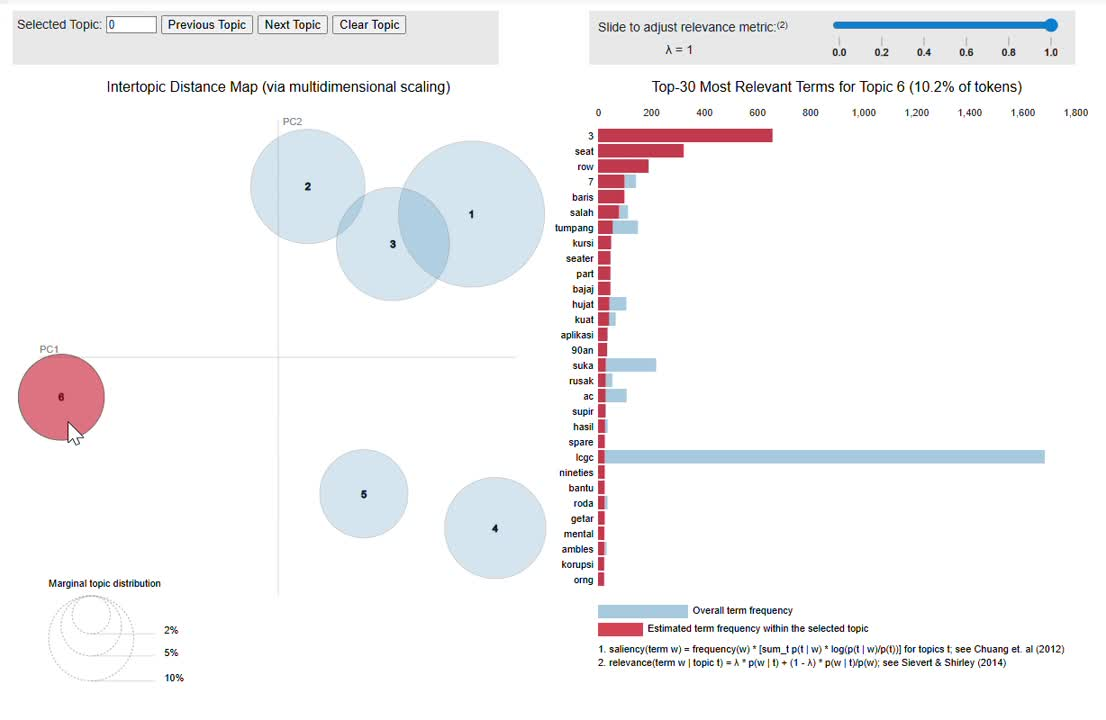 Selected Topic: 0 Previous Topic Next Topic Clear Topic
Slide to adjust relevance metric:(2)
λ = 1
0.0 0.2 0.4 0.6 0.8 1.0
Intertopic Distance Map (via multidimensional scaling)
PC2
PC1
2
1
3
6
5
4
Marginal topic distribution
2%
5%
10%
Top-30 Most Relevant Terms for Topic 6 (10.2% of tokens)
0 200 400 600 800 1,000 1,200 1,400 1,600 1,800
3
seat
row
7
baris
salah
tumpang
kursi
seater
part
bajaj
hujat
kuat
aplikasi
90an
suka
rusak
ac
supir
hasil
spare
lcgc
nineties
bantu
roda
getar
mental
ambles
korupsi
orng
Overall term frequency
Estimated term frequency within the selected topic
1. saliency(term w) = frequency(w) * [sum_t p(t | w) * log(p(t | w)/p(t))] for topics t; see Chuang et. al (2012)
2. relevance(term w | topic t) = λ * p(w | t) + (1 - λ) * p(w | t)/p(w); see Sievert & Shirley (2014)